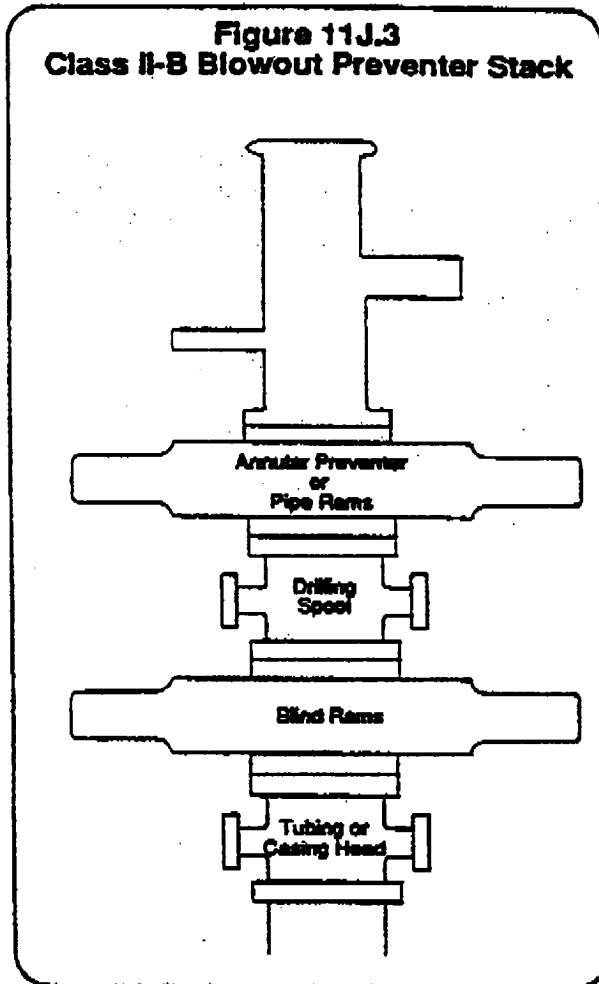 Figure 11J.3
Class II-B Blowout Preventer Stack
Annular Preventer
or
Pipe Rams
Drilling
Spool
Blind Rams
Tubing or
Casing Head